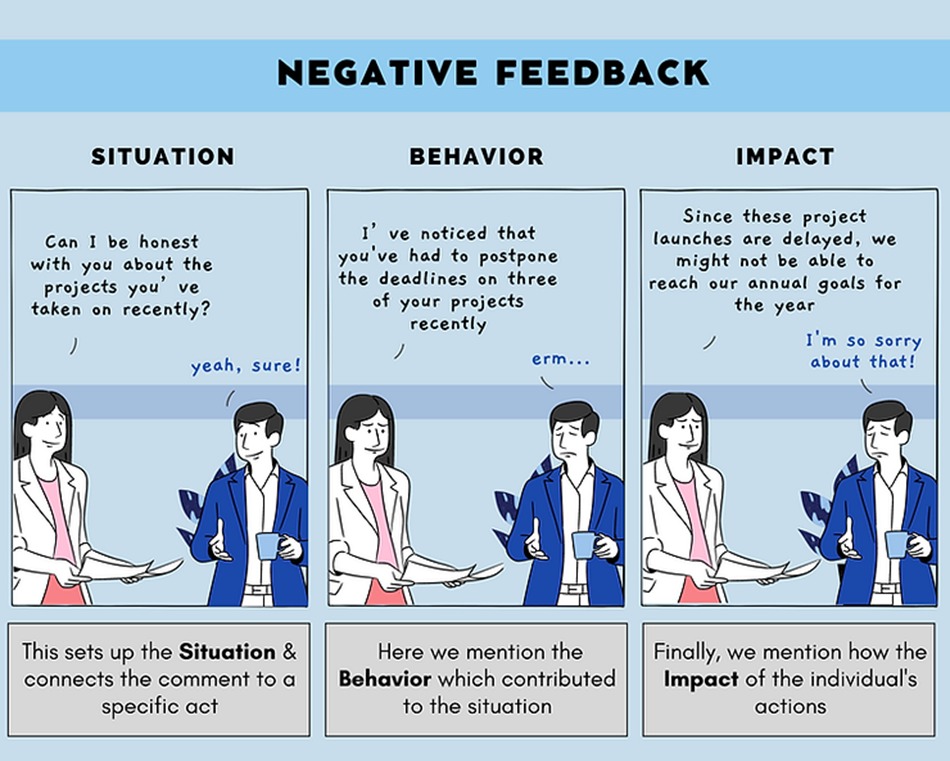 NEGATIVE FEEDBACK
SITUATION
Can I be honest
with you about the
projects you' ve
taken on recently?
yeah, sure!
This sets up the Situation &
connects the comment to a
specific act
BEHAVIOR
I' ve noticed that
you've had to postpone
the deadlines on three
of your projects
recently
erm...
Here we mention the
Behavior which contributed
to the situation
IMPACT
Since these project
launches are delayed, we
might not be able to
reach our annual goals for
the year
I'm so sorry
about that!
Finally, we mention how the
Impact of the individual's
actions